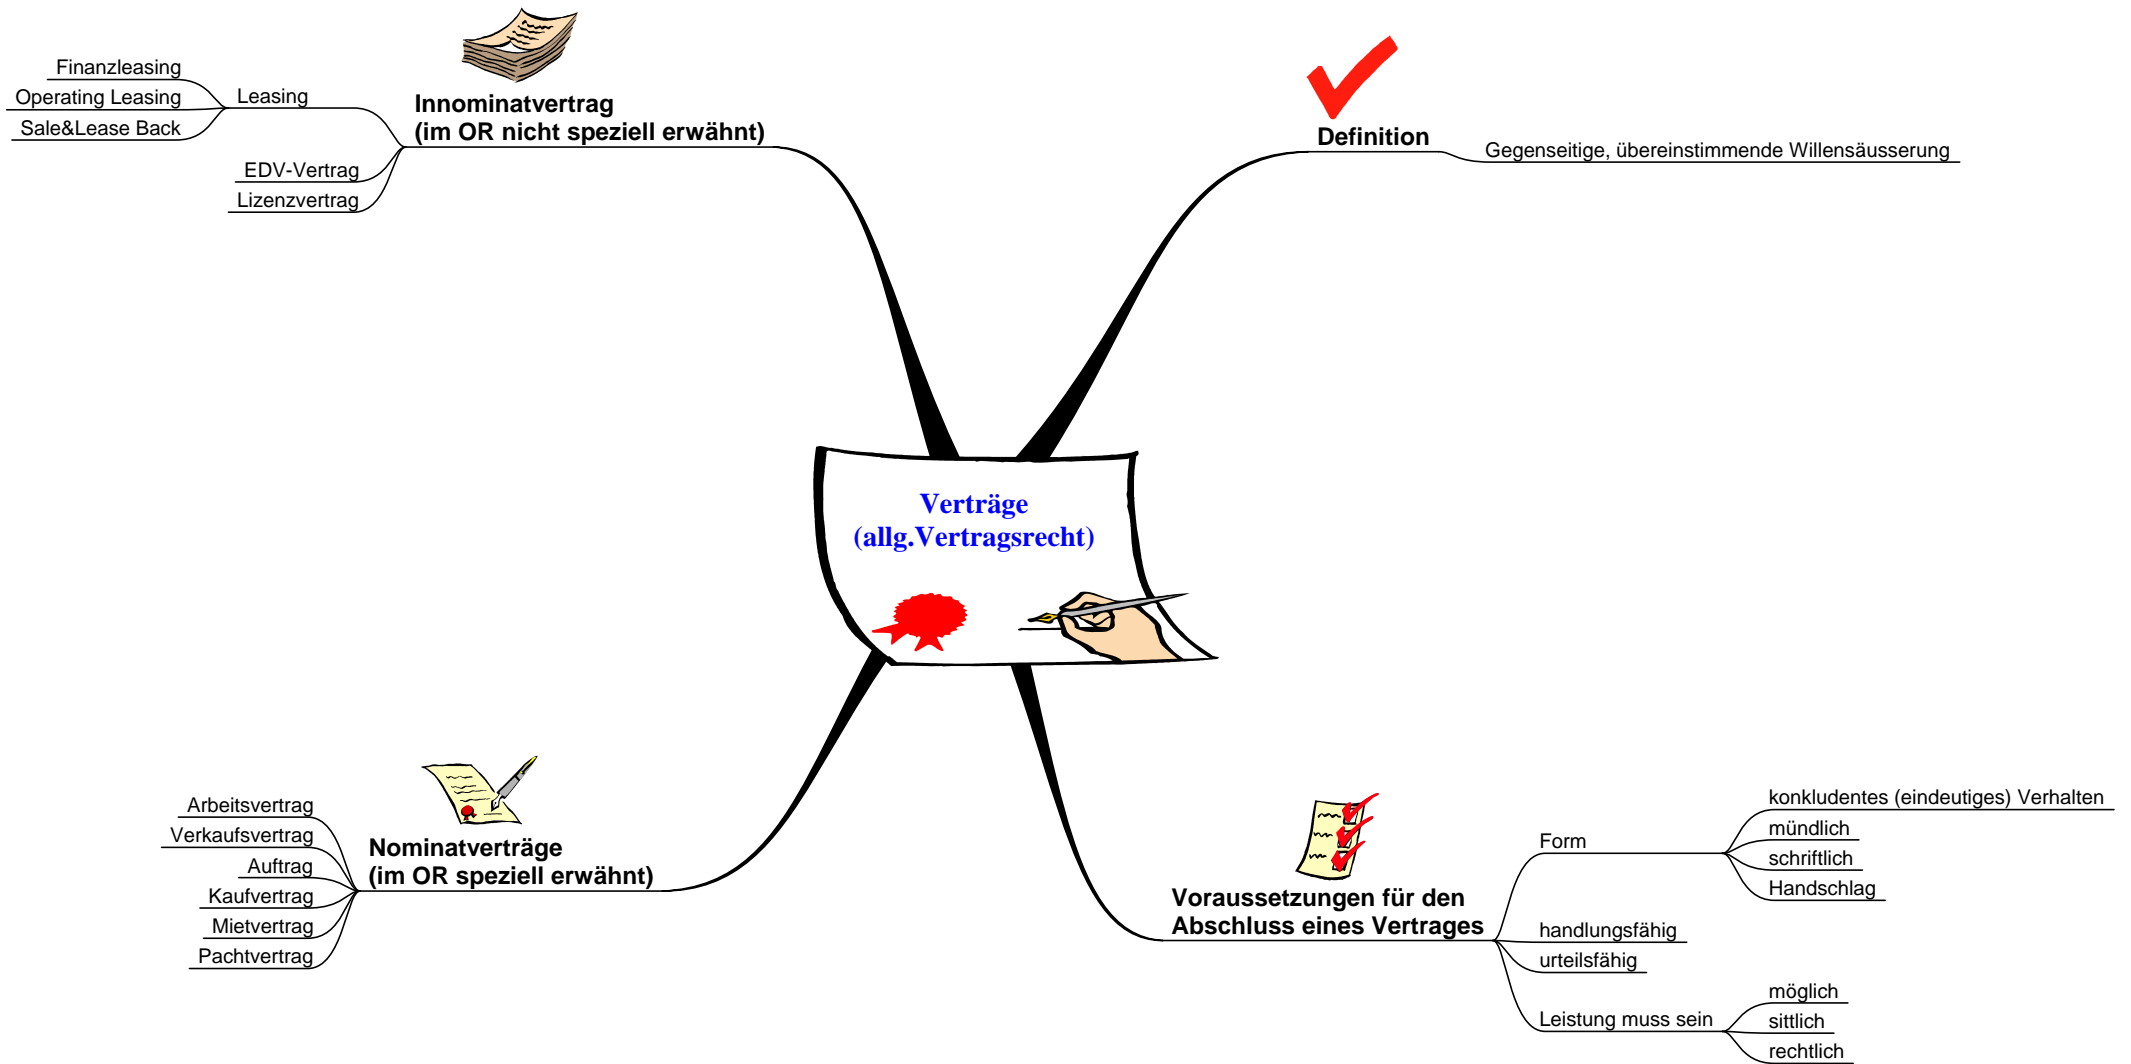 Verträge
(allg.Vertragsrecht)
Definition
Gegenseitige, übereinstimmende Willensäusserung
Voraussetzungen für den
Abschluss eines Vertrages
Form
konkludentes (eindeutiges) Verhalten
mündlich
schriftlich
Handschlag
handlungsfähig
urteilsfähig
Leistung muss sein
möglich
sittlich
rechtlich
Nominatverträge
(im OR speziell erwähnt)
Arbeitsvertrag
Verkaufsvertrag
Auftrag
Kaufvertrag
Mietvertrag
Pachtvertrag
Innominatvertrag
(im OR nicht speziell erwähnt)
Leasing
Finanzleasing
Operating Leasing
Sale&Lease Back
EDV-Vertrag
Lizenzvertrag